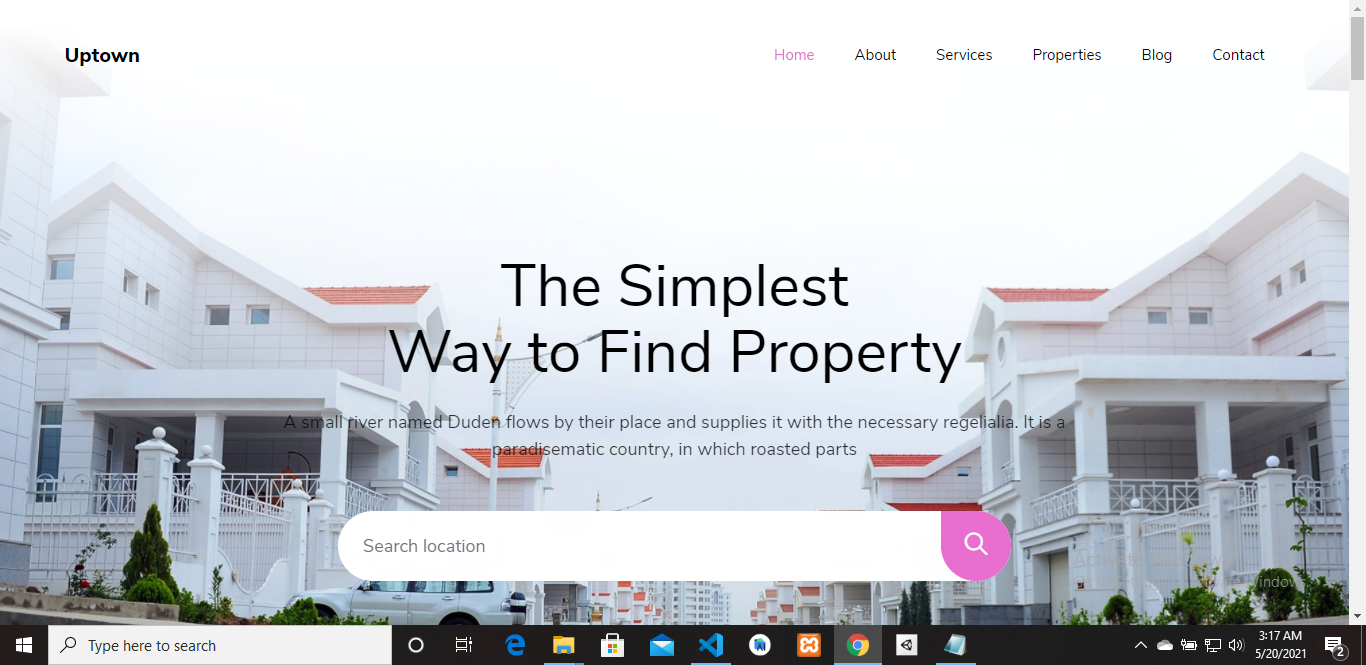 Uptown
Home About Services Properties Blog Contact
The Simplest
Way to Find Property
A small river named Duden flows by their place and supplies it with the necessary regelialia. It is a
paradisematic country, in which roasted parts
Search location
Type here to search
3:17 AM
5/20/2021
2